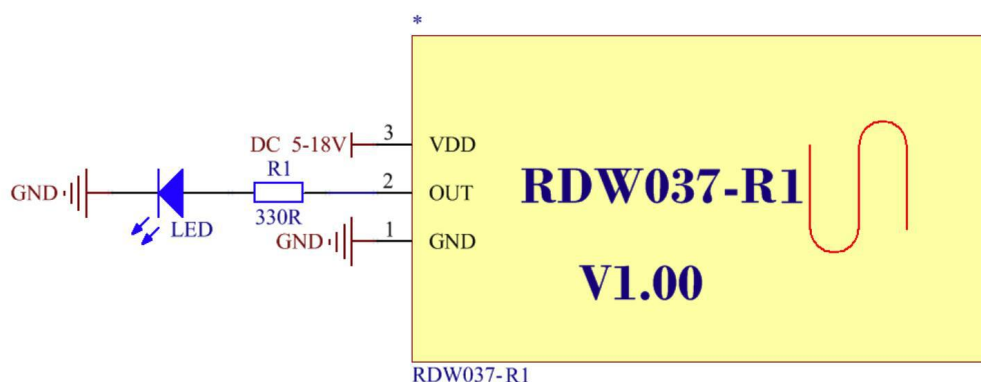 *
DC 5-18V 3 VDD
R1
GND LED 330R 2 OUT RDW037-R1
GND 1 GND
V1.00
RDW037-R1